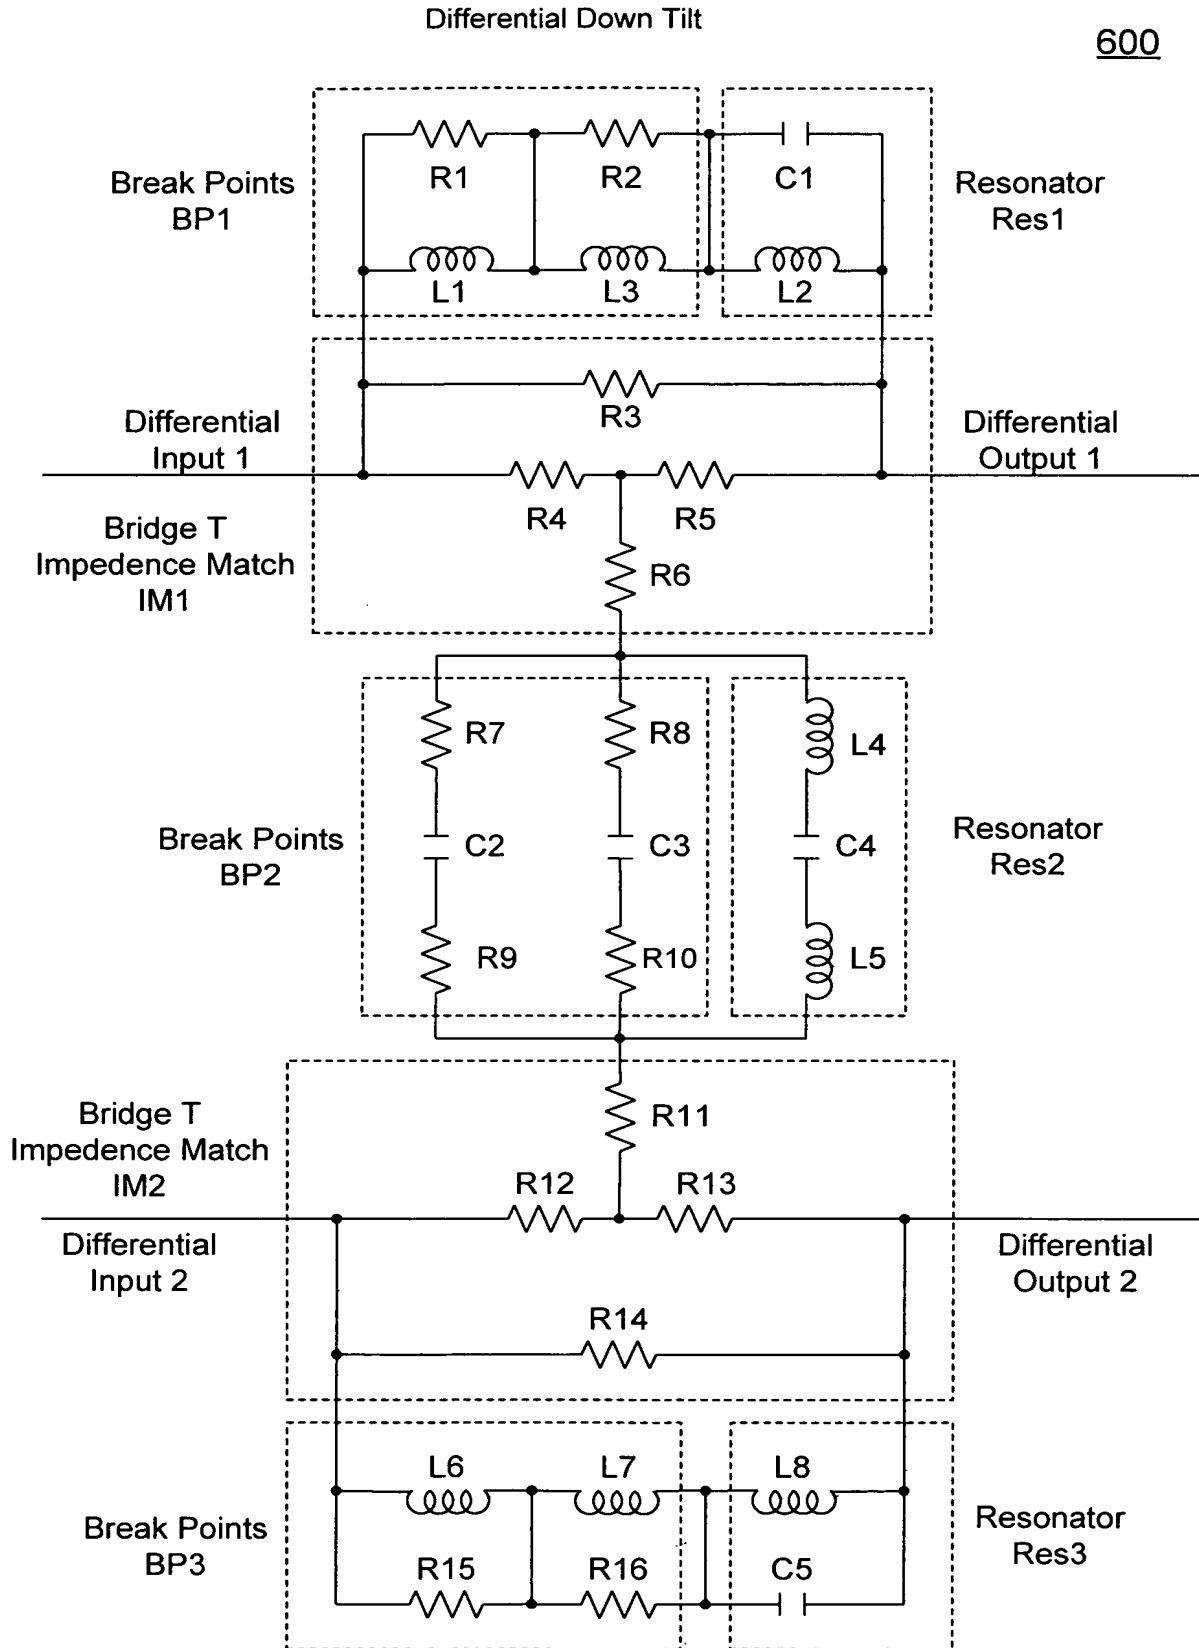 Differential Down Tilt
600
Break Points
BP1
R1
R2
C1
L1
L3
L2
Resonator
Res1
Differential
Input 1
R3
R4
R5
R6
Differential
Output 1
Bridge T
Impedence Match
IM1
Break Points
BP2
R7
R8
L4
C2
C3
C4
R9
R10
L5
Resonator
Res2
Bridge T
Impedence Match
IM2
R11
R12
R13
Differential
Input 2
Differential
Output 2
R14
Break Points
BP3
L6
L7
L8
R15
R16
C5
Resonator
Res3